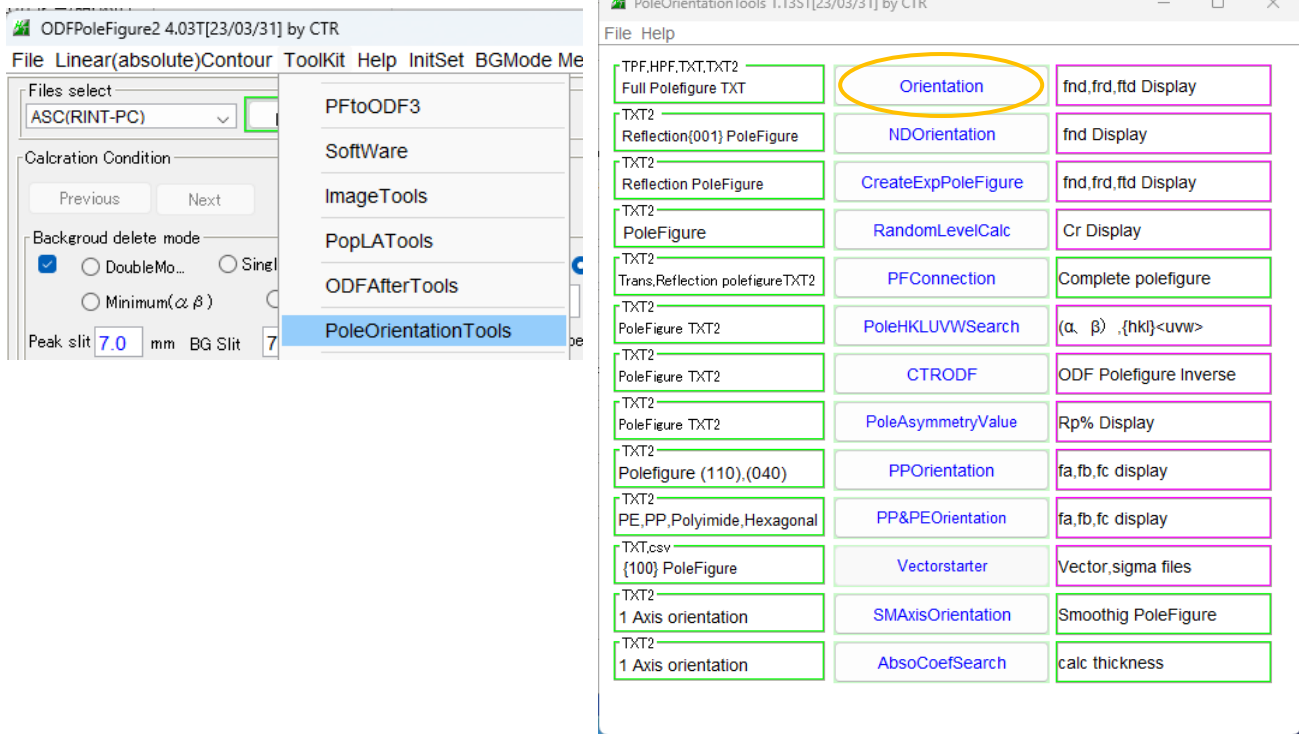 ODFPoleFigure2 4.03T[23/03/31] by CTR
File Linear(absolute)Contour ToolKit Help InitSet BGMode Me
Files select
ASC(RINT-PC)
Calcration Condition
Previous Next
Backgroud delete mode
DoubleMo... Singl
Minimum(α β)
Peak slit 7.0 mm BG Slit 7
PFtoODF3
SoftWare
ImageTools
PopLATools
ODFAfterTools
PoleOrientationTools
PoleOrientationTools 1.13ST[23/03/31] by CTR
File Help
TPF,HPF,TXT,TXT2
Full Polefigure TXT Orientation fnd,frd,ftd Display
TXT2
Reflection{001} PoleFigure NDOrientation fnd Display
TXT2
Reflection PoleFigure CreateExpPoleFigure fnd,frd,ftd Display
TXT2
PoleFigure RandomLevelCalc Cr Display
TXT2
Trans,Reflection polefigureTXT2 PFConnection Complete polefigure
TXT2
PoleFigure TXT2 PoleHKLUVWSearch (α、β) ,{hkl}<uvw>
TXT2
PoleFigure TXT2 CTRODF ODF Polefigure Inverse
TXT2
PoleFigure TXT2 PoleAsymmetryValue Rp% Display
TXT2
Polefigure (110),(040) PPOrientation fa,fb,fc display
TXT2
PE,PP,Polyimide,Hexagonal PP&PEOrientation fa,fb,fc display
TXT,csv
{100} PoleFigure Vectorstarter Vector,sigma files
TXT2
1 Axis orientation SMAxisOrientation Smoothig PoleFigure
TXT2
1 Axis orientation AbsoCoefSearch calc thickness